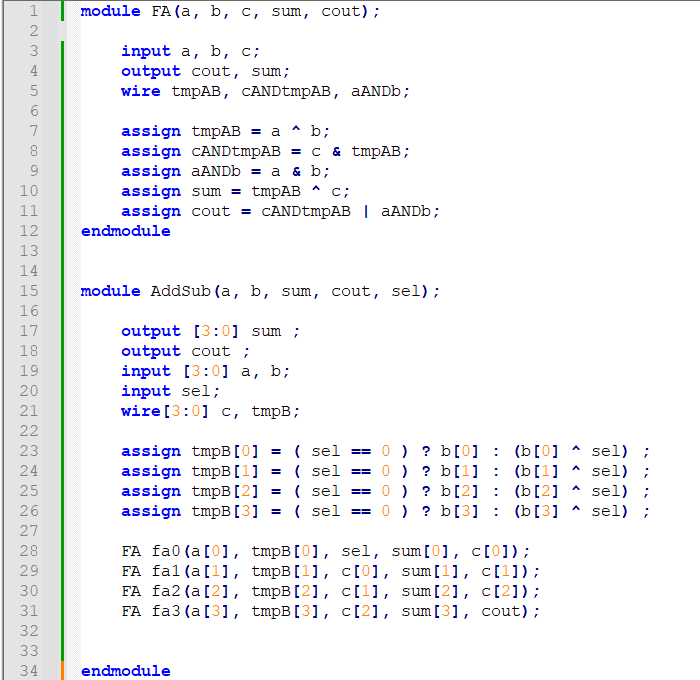 1 module FA(a, b, c, sum, cout);
2
3     input a, b, c;
4     output cout, sum;
5     wire tmpAB, cANDtmpAB, aANDb;
6
7     assign tmpAB = a ^ b;
8     assign cANDtmpAB = c & tmpAB;
9     assign aANDb = a & b;
10     assign sum = tmpAB ^ c;
11     assign cout = cANDtmpAB | aANDb;
12 endmodule
13
14
15 module AddSub(a, b, sum, cout, sel);
16
17     output [3:0] sum ;
18     output cout ;
19     input [3:0] a, b;
20     input sel;
21     wire[3:0] c, tmpB;
22
23     assign tmpB[0] = ( sel == 0 ) ? b[0] : (b[0] ^ sel) ;
24     assign tmpB[1] = ( sel == 0 ) ? b[1] : (b[1] ^ sel) ;
25     assign tmpB[2] = ( sel == 0 ) ? b[2] : (b[2] ^ sel) ;
26     assign tmpB[3] = ( sel == 0 ) ? b[3] : (b[3] ^ sel) ;
27
28     FA fa0(a[0], tmpB[0], sel, sum[0], c[0]);
29     FA fa1(a[1], tmpB[1], c[0], sum[1], c[1]);
30     FA fa2(a[2], tmpB[2], c[1], sum[2], c[2]);
31     FA fa3(a[3], tmpB[3], c[2], sum[3], cout);
32
33
34 endmodule